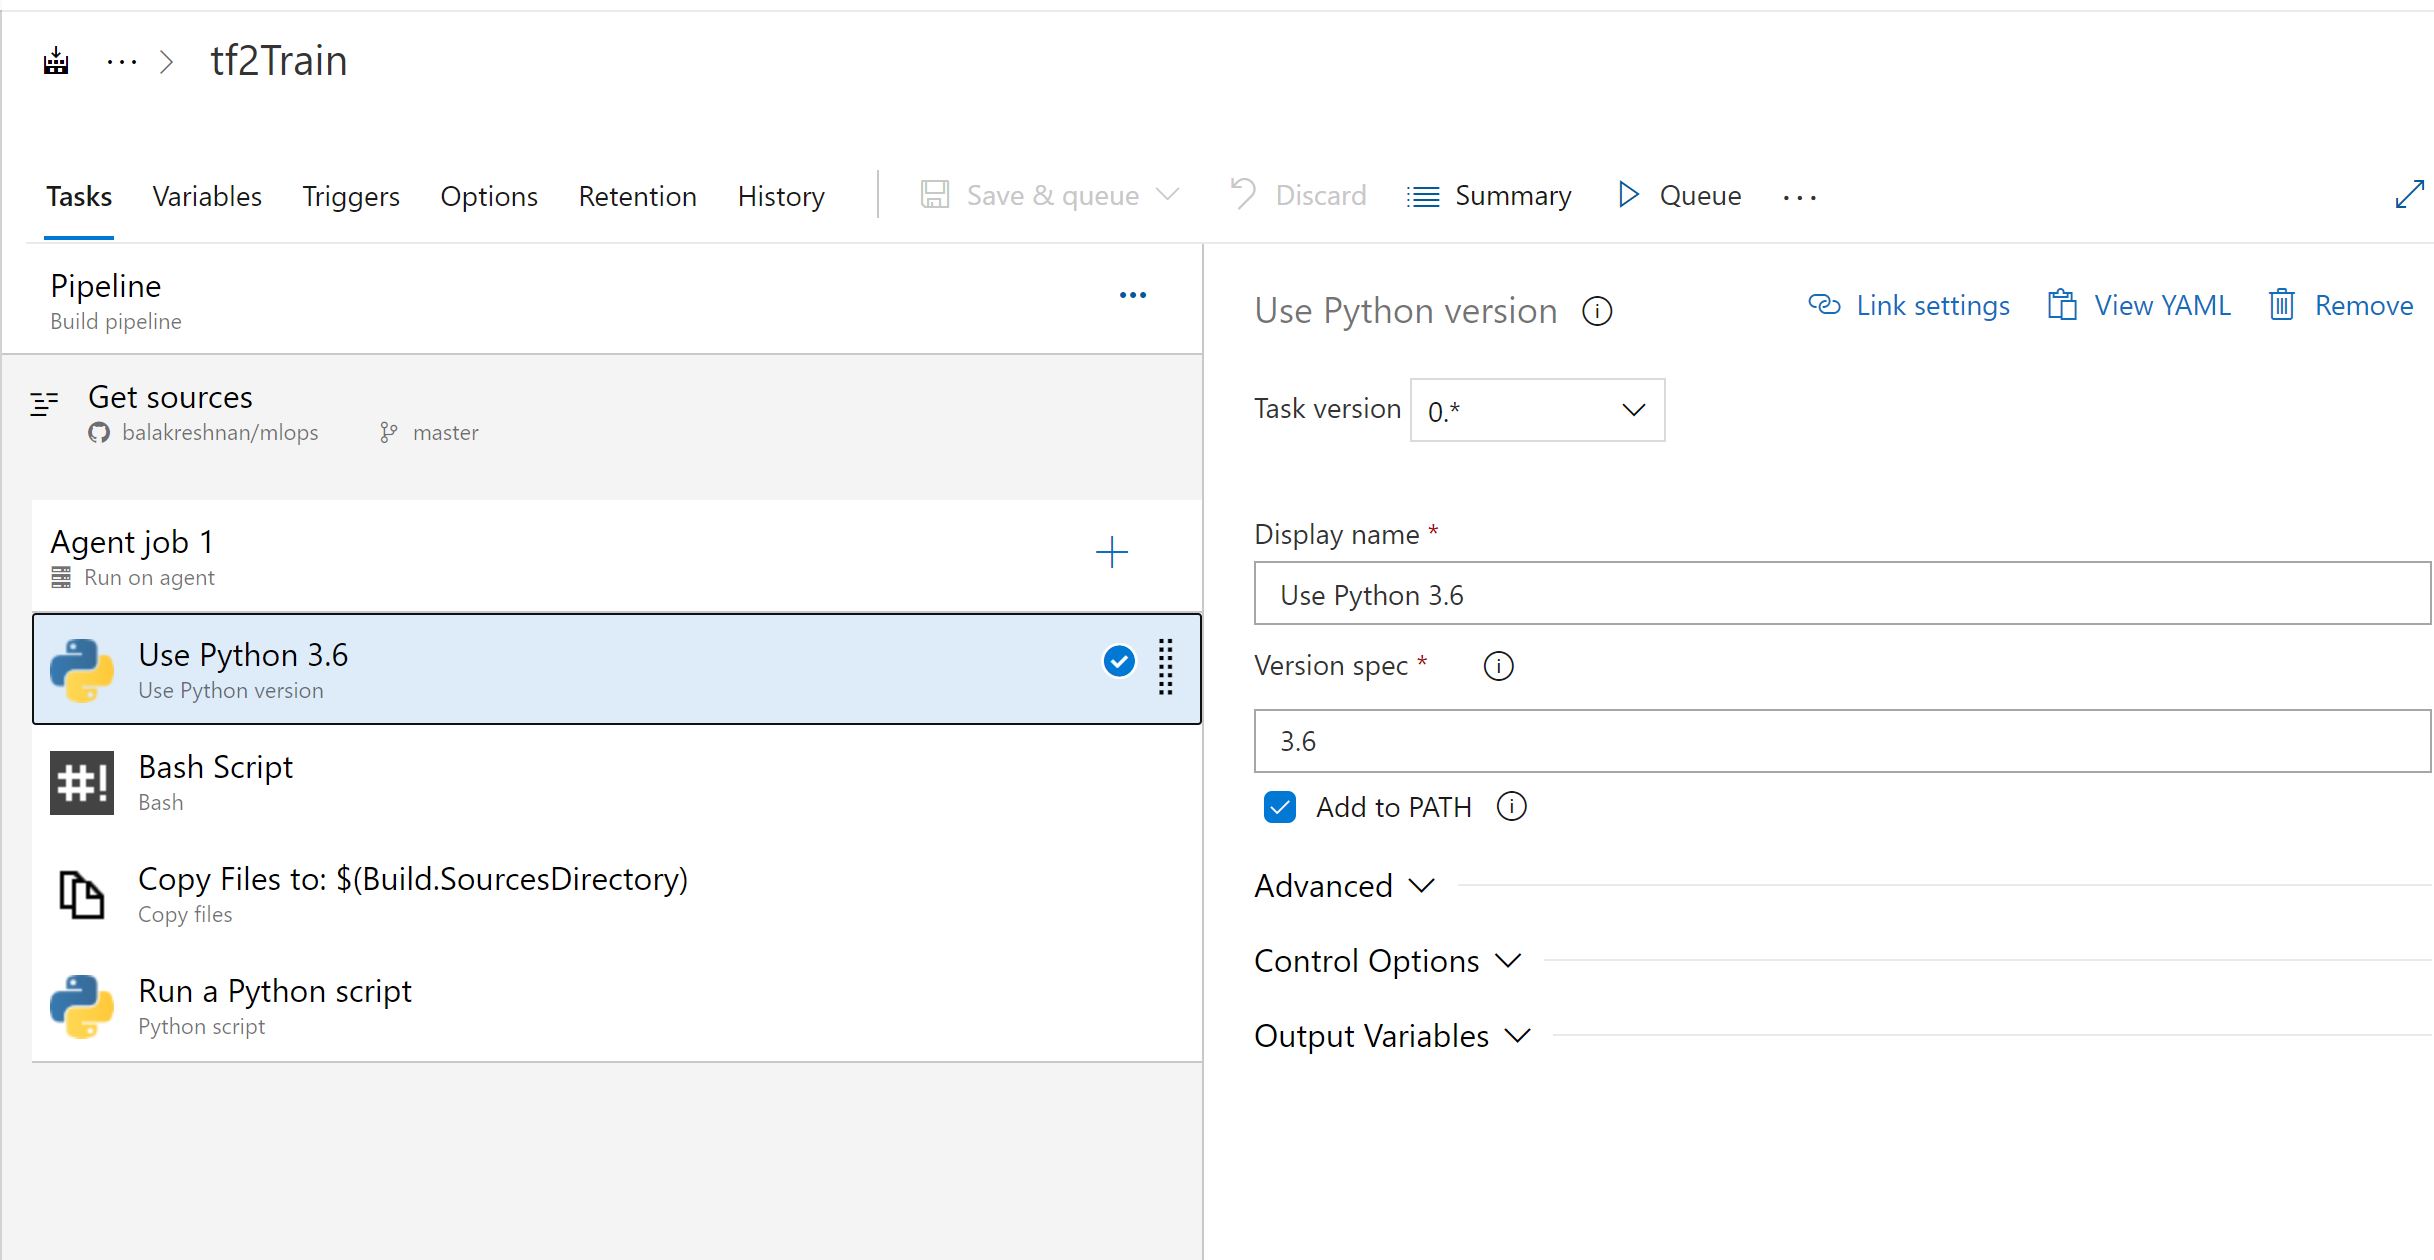 tf2Train
Tasks Variables Triggers Options Retention History Save & queue Discard Summary Queue
Pipeline
Build pipeline
Get sources
balakreshnan/mlops master
Agent job 1
Run on agent
Use Python 3.6
Use Python version
#! Bash Script
Bash
Copy Files to: $(Build.SourcesDirectory)
Copy files
Run a Python script
Python script
Use Python version Link settings View YAML Remove
Task version 0.*
Display name *
Use Python 3.6
Version spec *
3.6
Add to PATH
Advanced
Control Options
Output Variables